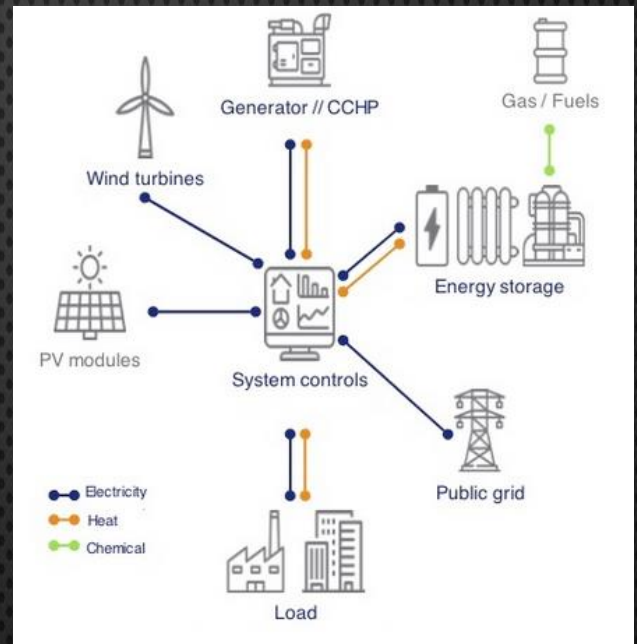 Generator // CCHP
Gas / Fuels
Wind turbines
Energy storage
PV modules
System controls
Public grid
Electricity
Heat
Chemical
Load